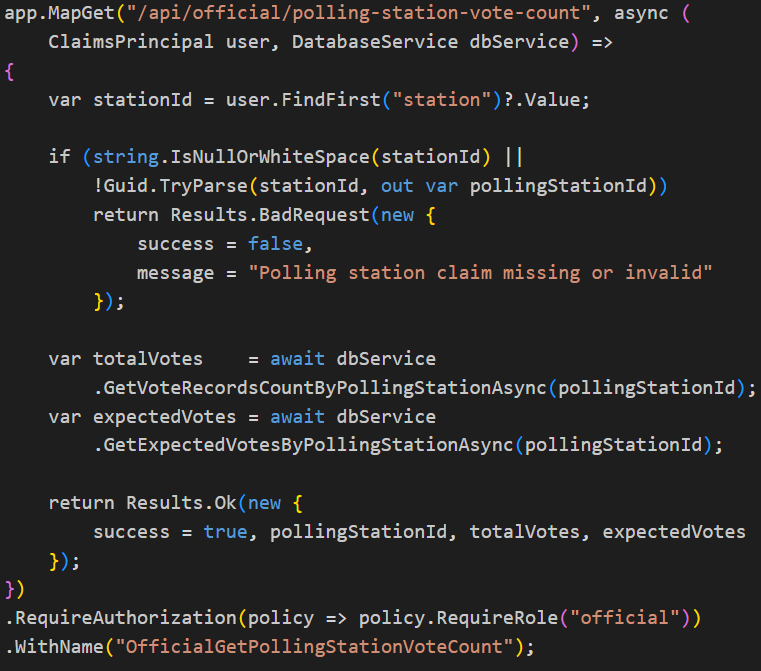 app.MapGet("/api/official/polling-station-vote-count", async (
    ClaimsPrincipal user, DatabaseService dbService) =>
{
    var stationId = user.FindFirst("station")?.Value;

    if (string.IsNullOrWhiteSpace(stationId) ||
        !Guid.TryParse(stationId, out var pollingStationId))
        return Results.BadRequest(new {
            success = false,
            message = "Polling station claim missing or invalid"
        });

    var totalVotes    = await dbService
        .GetVoteRecordsCountByPollingStationAsync(pollingStationId);
    var expectedVotes = await dbService
        .GetExpectedVotesByPollingStationAsync(pollingStationId);

    return Results.Ok(new {
        success = true, pollingStationId, totalVotes, expectedVotes
    });
})
.RequireAuthorization(policy => policy.RequireRole("official"))
.WithName("OfficialGetPollingStationVoteCount");